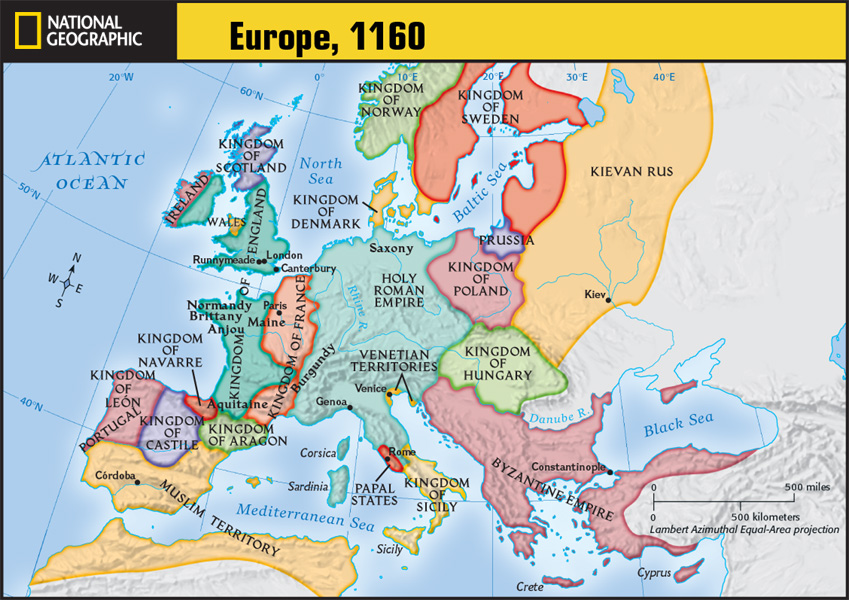 NATIONAL
GEOGRAPHIC
Europe, 1160
20°W
0°
10°E
20°E
30°E
40°E
60°N
50°N
40°N
ATLANTIC
OCEAN
KINGDOM
OF
NORWAY
KINGDOM
OF
SWEDEN
KIEVAN RUS
KINGDOM
OF
SCOTLAND
North
Sea
Baltic Sea
IRELAND
KINGDOM
OF
DENMARK
WALES
KINGDOM OF ENGLAND
Runnymeade
London
Canterbury
Saxony
PRUSSIA
HOLY
ROMAN
EMPIRE
KINGDOM
OF
POLAND
Kiev
N
W
E
S
Normandy
Brittany
Anjou
Maine
Paris
KINGDOM OF FRANCE
Rhine R.
Burgundy
KINGDOM
OF
NAVARRE
VENETIAN
TERRITORIES
KINGDOM
OF
HUNGARY
KINGDOM
OF
LEÓN
PORTUGAL
KINGDOM
OF
CASTILE
Aquitaine
KINGDOM
OF ARAGON
Genoa
Venice
Danube R.
Black Sea
Corsica
Rome
Constantinople
BYZANTINE EMPIRE
Córdoba
MUSLIM TERRITORY
Sardinia
PAPAL
STATES
KINGDOM
OF
SICILY
Mediterranean Sea
Sicily
Crete
Cyprus
0
500 miles
0
500 kilometers
Lambert Azimuthal Equal-Area projection